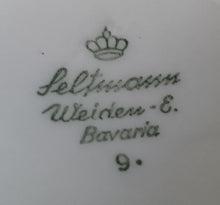 Seltmann
Weiden-E.
Bavaria
9.